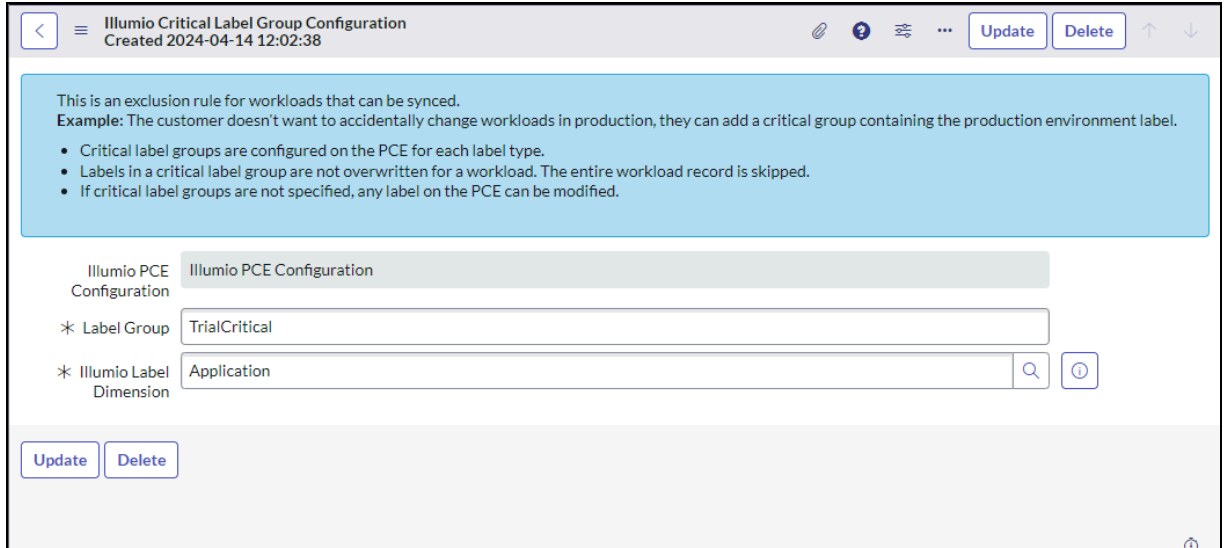 Illumio Critical Label Group Configuration
Created 2024-04-14 12:02:38
Update
Delete
This is an exclusion rule for workloads that can be synced.
Example: The customer doesn't want to accidentally change workloads in production, they can add a critical group containing the production environment label.
• Critical label groups are configured on the PCE for each label type.
• Labels in a critical label group are not overwritten for a workload. The entire workload record is skipped.
• If critical label groups are not specified, any label on the PCE can be modified.
Illumio PCE
Configuration
Illumio PCE Configuration
Label Group
TrialCritical
Illumio Label
Dimension
Application
Update
Delete